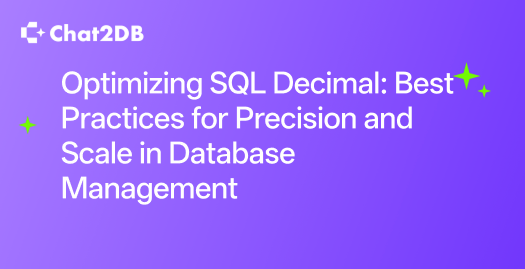 Chat2DB
Optimizing SQL Decimal: Best
Practices for Precision and
Scale in Database
Management